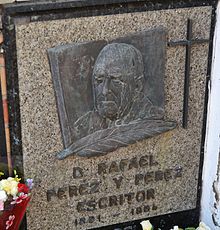 D. RAFAEL
PEREZ Y PEREZ
ESCRITOR
1891 - 1984